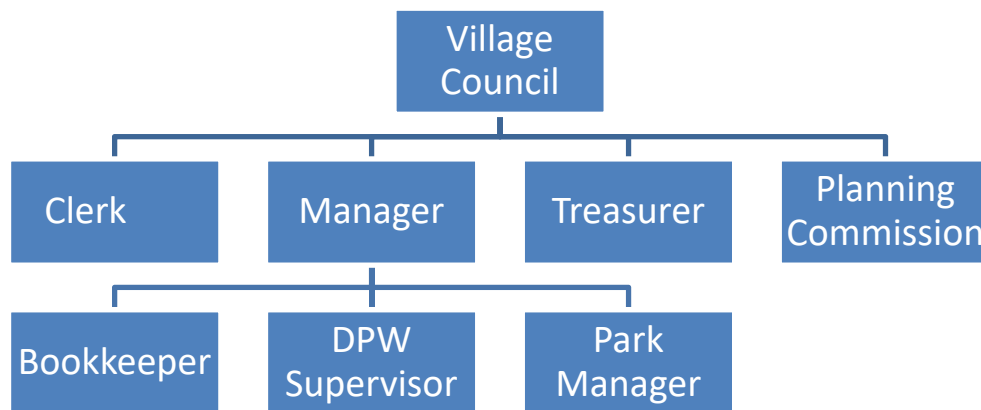 Village
Council
Clerk
Manager
Treasurer
Planning
Commission
Bookkeeper
DPW
Supervisor
Park
Manager